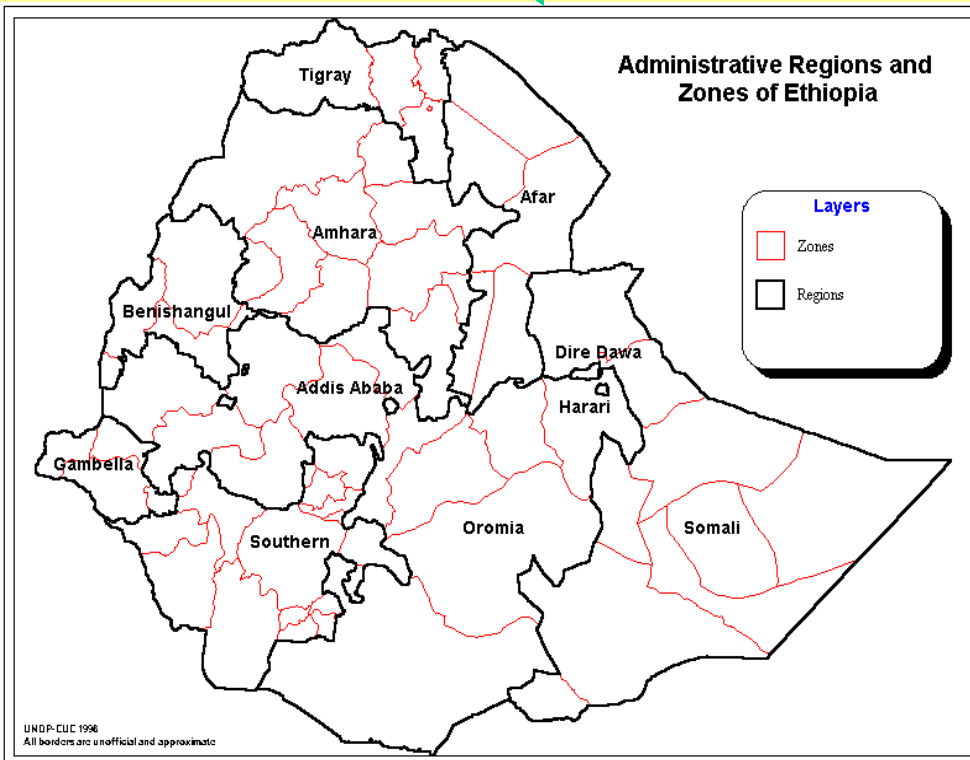 Administrative Regions and
Zones of Ethiopia
Tigray
Afar
Layers
Zones
Regions
Amhara
Benishangul
Dire Dawa
Addis Ababa
Harari
Gambella
Southern
Oromia
Somali
UNDP-EUE 1996
All borders are unofficial and approximate